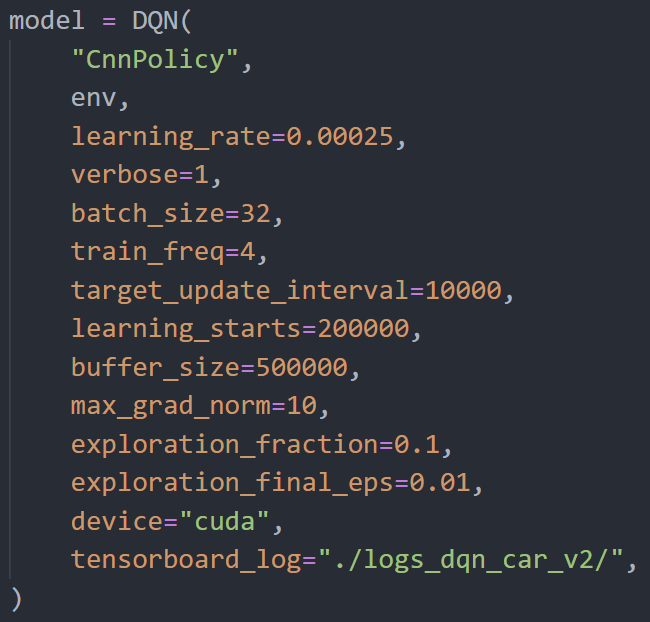 model = DQN(
    "CnnPolicy",
    env,
    learning_rate=0.00025,
    verbose=1,
    batch_size=32,
    train_freq=4,
    target_update_interval=10000,
    learning_starts=200000,
    buffer_size=500000,
    max_grad_norm=10,
    exploration_fraction=0.1,
    exploration_final_eps=0.01,
    device="cuda",
    tensorboard_log="./logs_dqn_car_v2/",
)